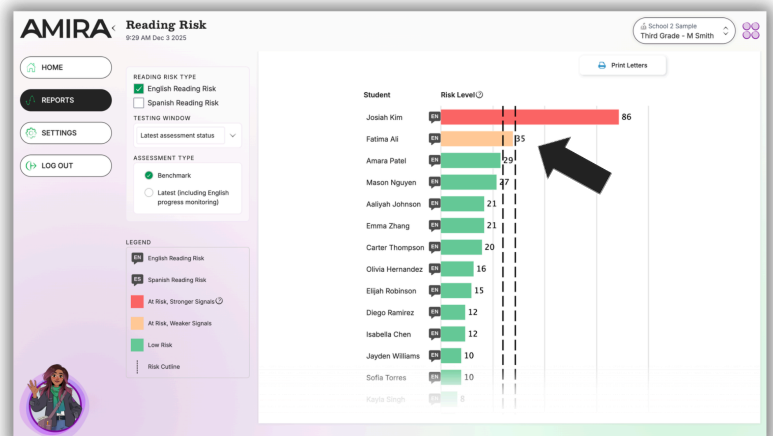 AMIRA
Reading Risk
9:29 AM Dec 3 2025
School 2 Sample
Third Grade - M Smith
HOME
REPORTS
SETTINGS
LOG OUT
READING RISK TYPE
English Reading Risk
Spanish Reading Risk
TESTING WINDOW
Latest assessment status
ASSESSMENT TYPE
Benchmark
Latest (including English
progress monitoring)
LEGEND
EN English Reading Risk
ES Spanish Reading Risk
At Risk, Stronger Signals
At Risk, Weaker Signals
Low Risk
Risk Cutline
Print Letters
Student Risk Level
Josiah Kim EN 86
Fatima Ali EN 35
Amara Patel EN 29
Mason Nguyen EN 27
Aaliyah Johnson EN 21
Emma Zhang EN 21
Carter Thompson EN 20
Olivia Hernandez EN 16
Elijah Robinson EN 15
Diego Ramirez EN 12
Isabella Chen EN 12
Jayden Williams EN 10
Sofia Torres EN 10
Kayla Singh EN 8